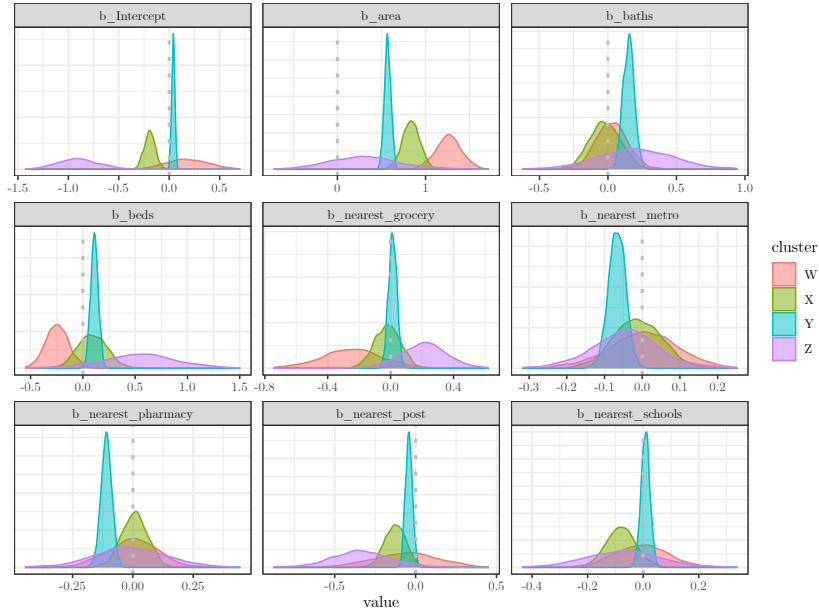 b_Intercept b_area b_baths
-1.5 -1.0 -0.5 0.0 0.5 0 1 -0.5 0.0 0.5 1.0
b_beds b_nearest_grocery b_nearest_metro
cluster
W
X
Y
Z
-0.5 0.0 0.5 1.0 1.5 -0.8 -0.4 0.0 0.4 -0.3 -0.2 -0.1 0.0 0.1 0.2
b_nearest_pharmacy b_nearest_post b_nearest_schools
-0.25 0.00 0.25 -0.5 0.0 0.5 -0.4 -0.2 0.0 0.2
value